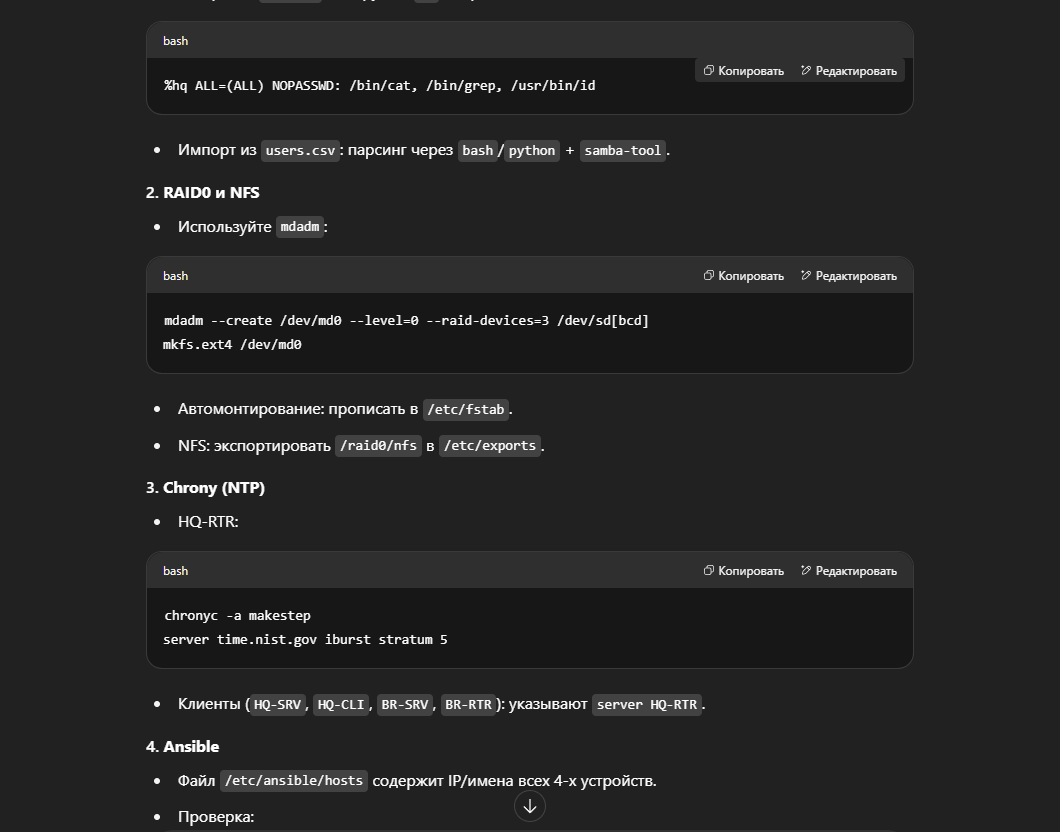 bash
Копировать
Редактировать
%hq ALL=(ALL) NOPASSWD: /bin/cat, /bin/grep, /usr/bin/id
• Импорт из users.csv: парсинг через bash/python + samba-tool.
2. RAID0 и NFS
• Используйте mdadm:
bash
Копировать
Редактировать
mdadm --create /dev/md0 --level=0 --raid-devices=3 /dev/sd[bcd]
mkfs.ext4 /dev/md0
• Автомонтирование: прописать в /etc/fstab.
• NFS: экспортировать /raid0/nfs в /etc/exports.
3. Chrony (NTP)
• HQ-RTR:
bash
Копировать
Редактировать
chronyc -a makestep
server time.nist.gov iburst stratum 5
• Клиенты (HQ-SRV, HQ-CLI, BR-SRV, BR-RTR): указывают server HQ-RTR.
4. Ansible
• Файл /etc/ansible/hosts содержит IP/имена всех 4-х устройств.
• Проверка: